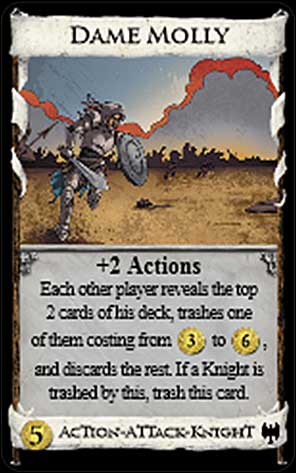 DAME MOLLY
+2 Actions
Each other player reveals the top
2 cards of his deck, trashes one
of them costing from 3 to 6,
and discards the rest. If a Knight is
trashed by this, trash this card.
5 ACTION-ATTACK-KNIGHT